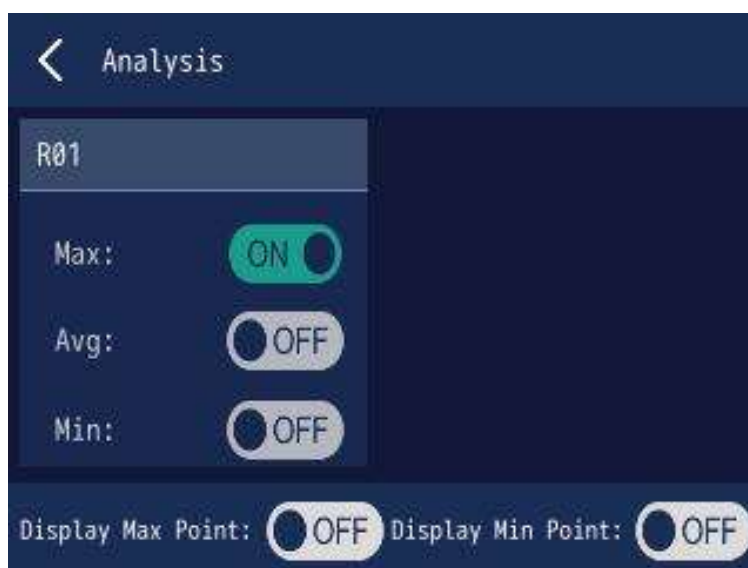 Analysis
R01
Max: ON
Avg: OFF
Min: OFF
Display Max Point: OFF Display Min Point: OFF